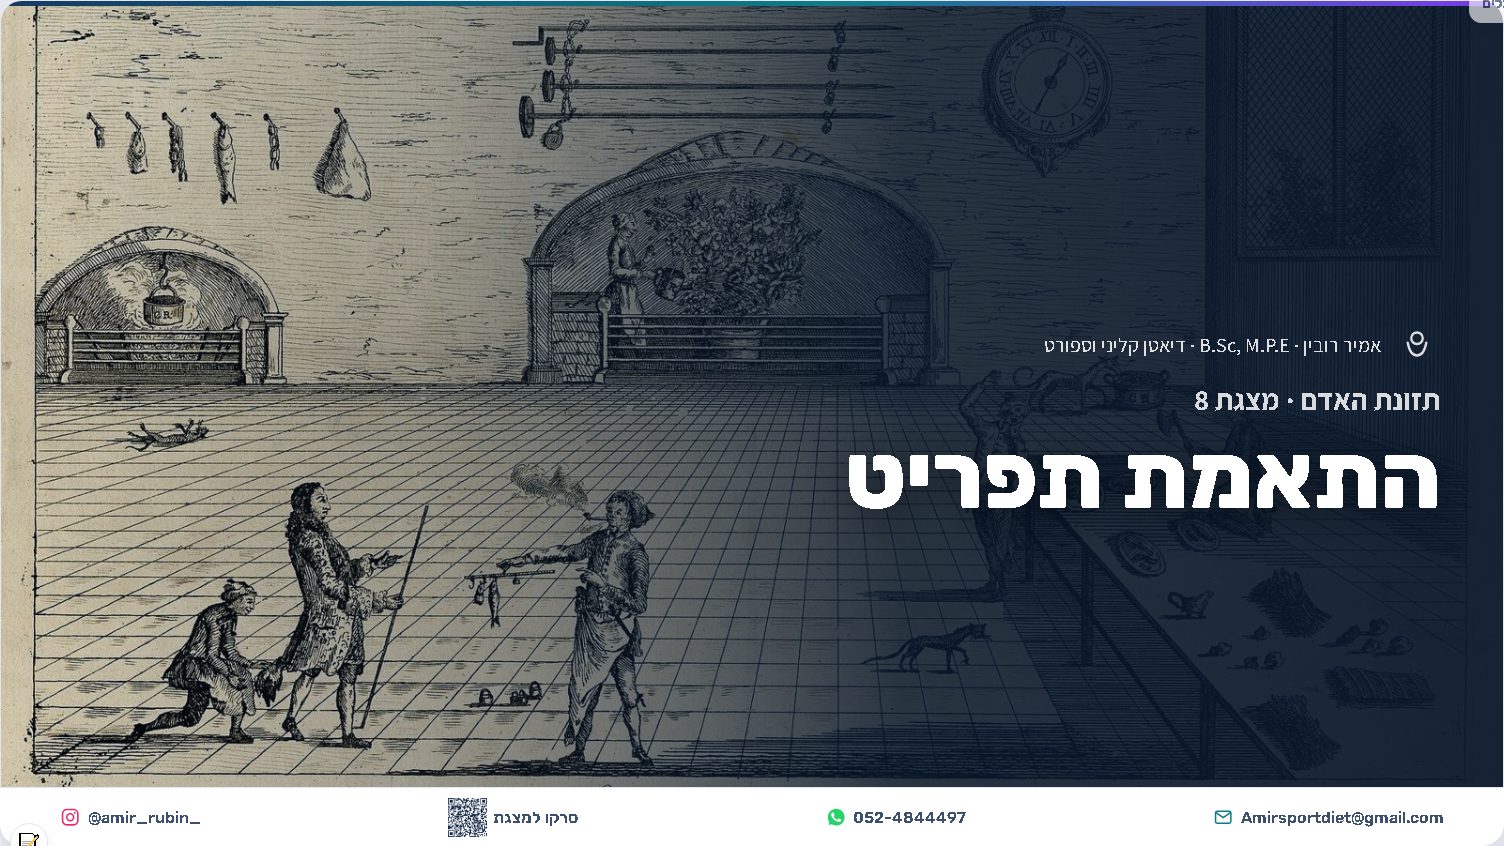 אמיר רובין · B.Sc, M.P.E · דיאטן קליני וספורט
תזונת האדם · מצגת 8
התאמת תפריט
Amirsportdiet@gmail.com
052-4844497
סרקו למצגת
@amir_rubin_